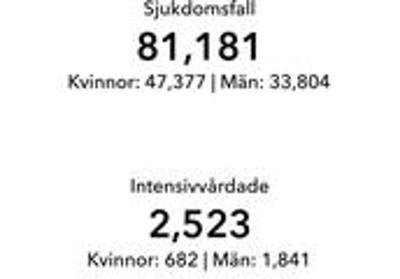 Sjukdomsfall
81,181
Kvinnor: 47,377 | Män: 33,804
Intensivvårdade
2,523
Kvinnor: 682 | Män: 1,841